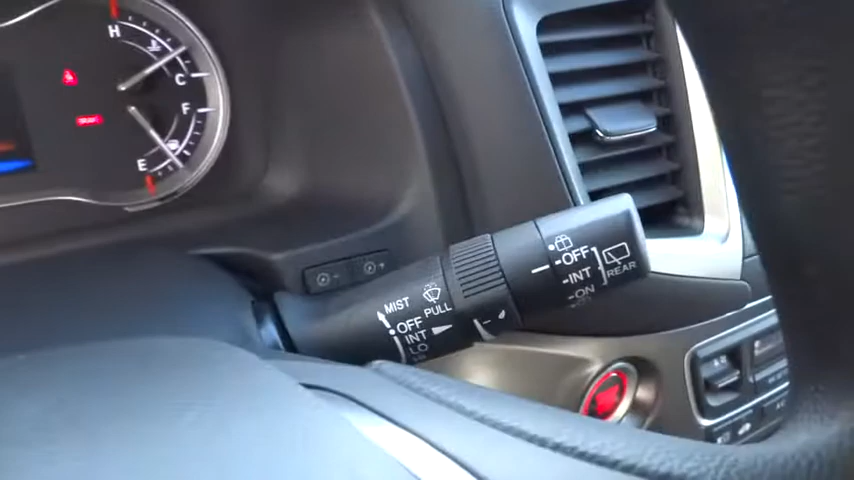 H
C
F
E
- +
MIST
OFF PULL
INT
LO
OFF
INT
ON
REAR